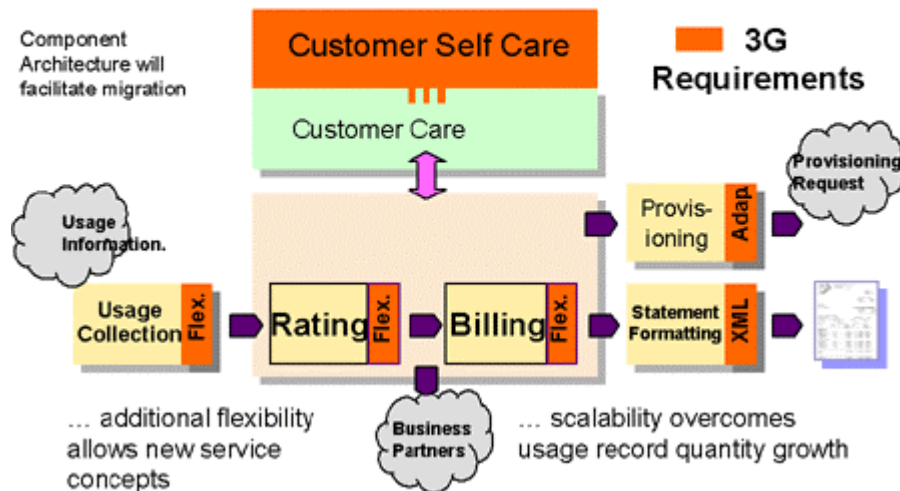 Component
Architecture will
facilitate migration
Customer Self Care
Customer Care
3G
Requirements
Provisioning
Request
Usage
Information.
Provis-
ioning
Adap
Usage
Collection
Flex.
Rating
Flex.
Billing
Flex.
Statement
Formatting
XML
... additional flexibility
allows new service
concepts
Business
Partners
... scalability overcomes
usage record quantity growth